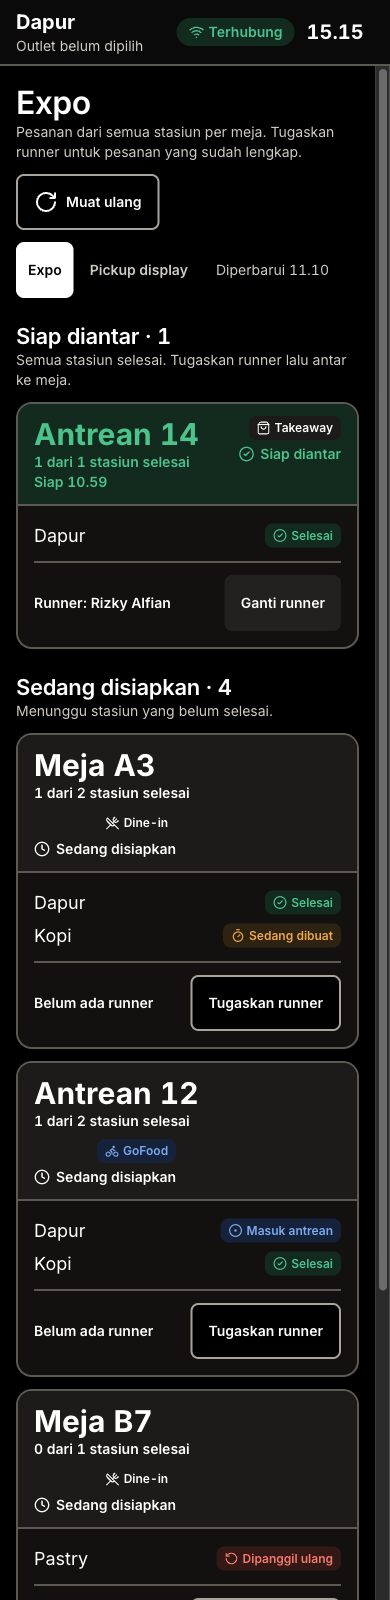 Dapur
Outlet belum dipilih
Terhubung
15.15
Expo
Pesanan dari semua stasiun per meja. Tugaskan
runner untuk pesanan yang sudah lengkap.
Muat ulang
Expo
Pickup display
Diperbarui 11.10
Siap diantar · 1
Semua stasiun selesai. Tugaskan runner lalu antar
ke meja.
Antrean 14
Takeaway
1 dari 1 stasiun selesai
Siap diantar
Siap 10.59
Dapur
Selesai
Runner: Rizky Alfian
Ganti runner
Sedang disiapkan · 4
Menunggu stasiun yang belum selesai.
Meja A3
1 dari 2 stasiun selesai
Dine-in
Sedang disiapkan
Dapur
Selesai
Kopi
Sedang dibuat
Belum ada runner
Tugaskan runner
Antrean 12
1 dari 2 stasiun selesai
GoFood
Sedang disiapkan
Dapur
Masuk antrean
Kopi
Selesai
Belum ada runner
Tugaskan runner
Meja B7
0 dari 1 stasiun selesai
Dine-in
Sedang disiapkan
Pastry
Dipanggil ulang